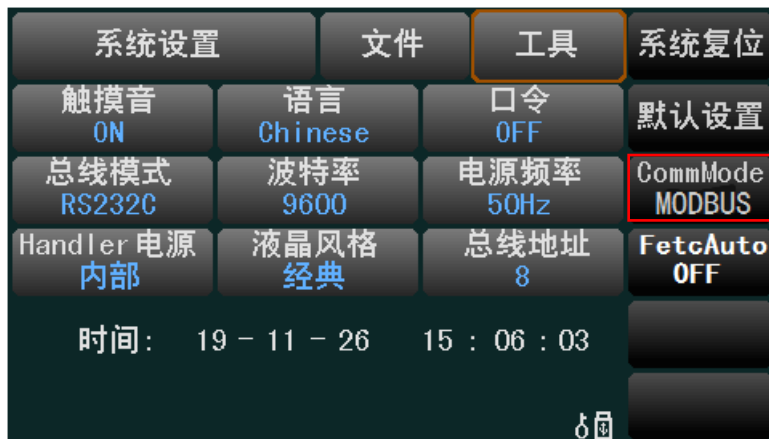 系统设置 文件 工具 系统复位
触摸音 语言 口令 默认设置
ON Chinese OFF
总线模式 波特率 电源频率 CommMode
RS232C 9600 50Hz MODBUS
Handler电源 液晶风格 总线地址 FetcAuto
内部 经典 8 OFF
时间: 19-11-26 15:06:03